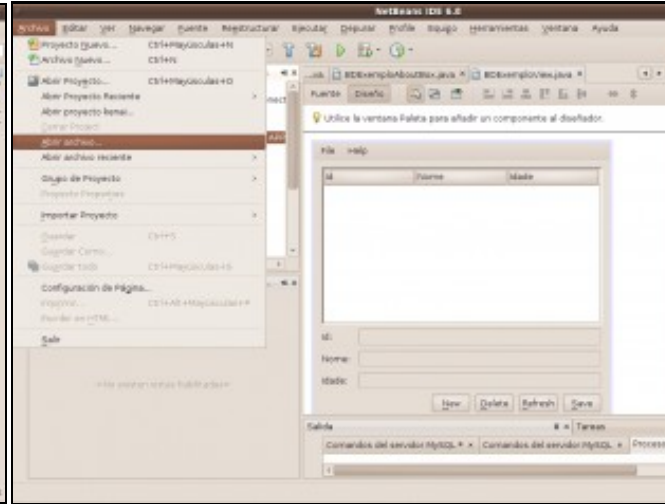 NetBeans IDE 6.8
Archivo Editar Ver Navegar Fuente Reestructurar Ejecutar Depurar Profile Equipo Herramientas Ventana Ayuda
Proyecto Nuevo... Ctrl+Mayúsculas+N
Archivo Nuevo... Ctrl+N
Abrir Proyecto... Ctrl+Mayúsculas+O
Abrir Proyecto Reciente
Abrir proyecto Kenai...
Cerrar Project
Abrir archivo...
Abrir archivo reciente
Grupo de Proyecto
Proyecto Properties
Importar Proyecto
Guardar Ctrl+S
Guardar Como...
Guardar todo Ctrl+Mayúsculas+S
Configuración de Página...
Imprimir... Ctrl+Alt+Mayúsculas+P
Salir
BDExemploAboutBox.java BDExemploView.java
Fuente Diseño
Utilice la ventana Paleta para añadir un componente al diseñador.
File Help
Id Nome Idade
Id:
Nome:
Idade:
New Delete Refresh Save
Salida Tareas
Comandos del servidor MySQL Comandos del servidor MySQL